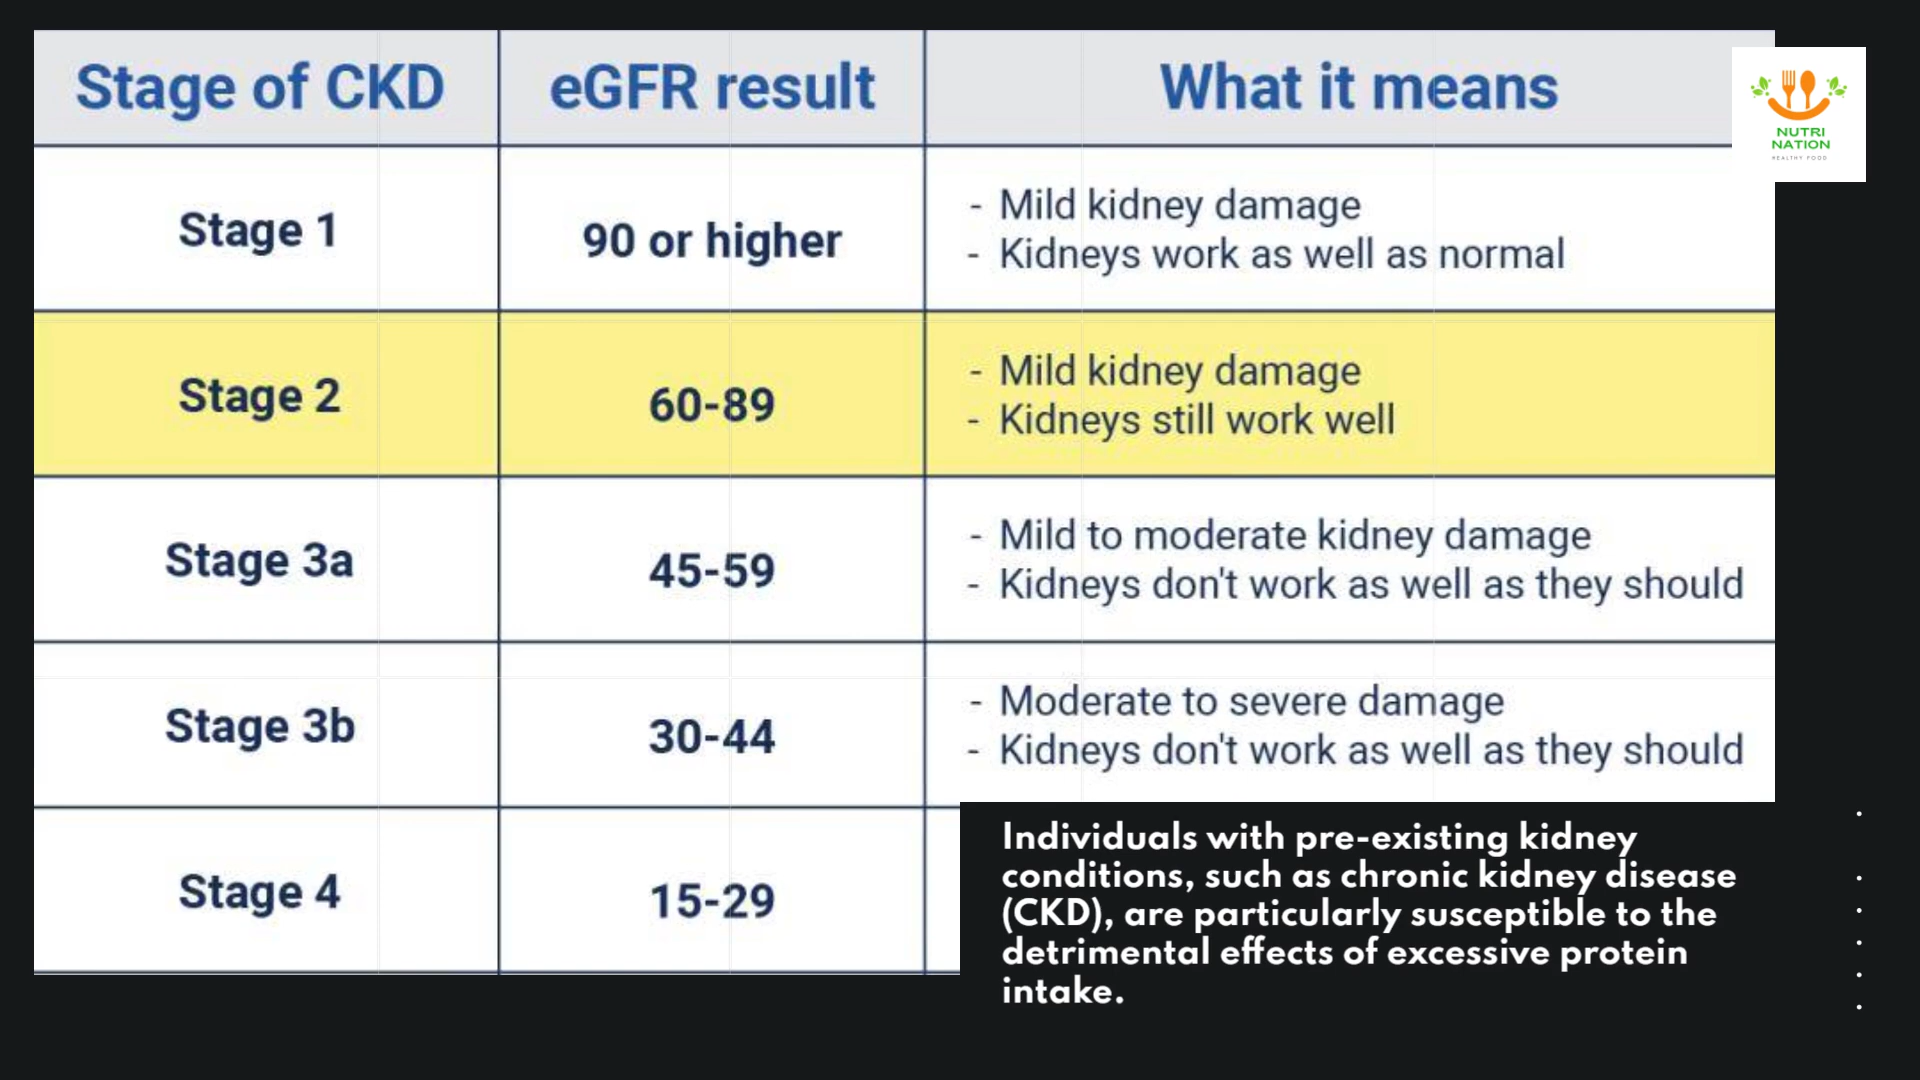 Stage of CKD
eGFR result
What it means
Stage 1
90 or higher
- Mild kidney damage
- Kidneys work as well as normal
Stage 2
60-89
- Mild kidney damage
- Kidneys still work well
Stage 3a
45-59
- Mild to moderate kidney damage
- Kidneys don't work as well as they should
Stage 3b
30-44
- Moderate to severe damage
- Kidneys don't work as well as they should
Stage 4
15-29
Individuals with pre-existing kidney
conditions, such as chronic kidney disease
(CKD), are particularly susceptible to the
detrimental effects of excessive protein
intake.
NUTRI
NATION
HEALTHY FOOD